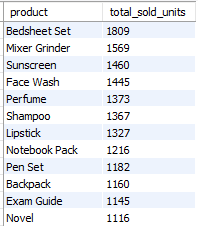 product total_sold_units
Bedsheet Set 1809
Mixer Grinder 1569
Sunscreen 1460
Face Wash 1445
Perfume 1373
Shampoo 1367
Lipstick 1327
Notebook Pack 1216
Pen Set 1182
Backpack 1160
Exam Guide 1145
Novel 1116